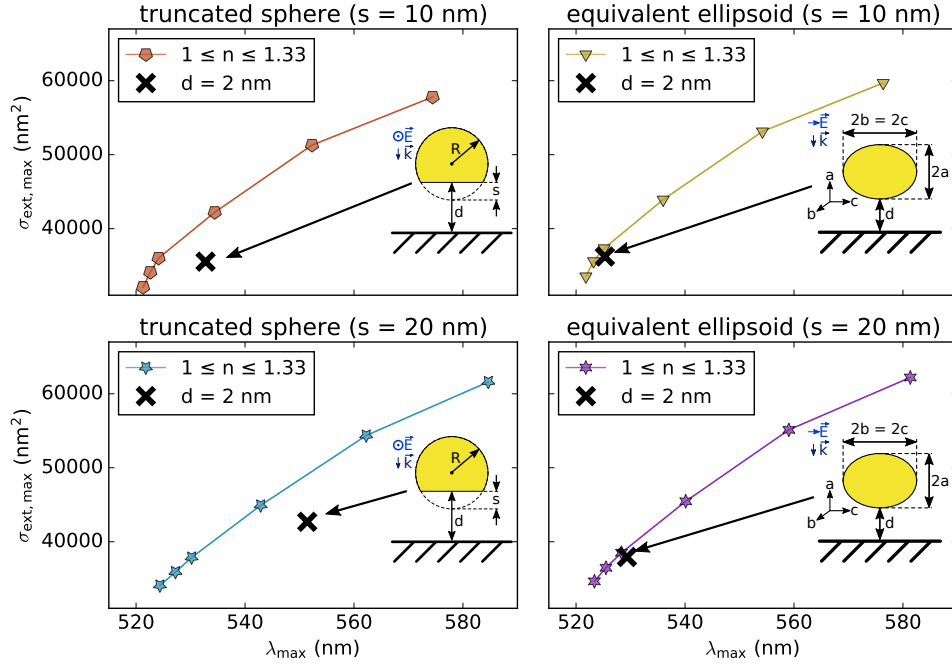 truncated sphere (s = 10 nm)
equivalent ellipsoid (s = 10 nm)
1 ≤ n ≤ 1.33
d = 2 nm
60000
50000
40000
σext, max (nm²)
E⃗
k⃗
R
s
d
1 ≤ n ≤ 1.33
d = 2 nm
E⃗
k⃗
2b = 2c
2a
a
b
c
d
truncated sphere (s = 20 nm)
equivalent ellipsoid (s = 20 nm)
1 ≤ n ≤ 1.33
d = 2 nm
60000
50000
40000
σext, max (nm²)
E⃗
k⃗
R
s
d
520 540 560 580
λmax (nm)
1 ≤ n ≤ 1.33
d = 2 nm
E⃗
k⃗
2b = 2c
2a
a
b
c
d
520 540 560 580
λmax (nm)